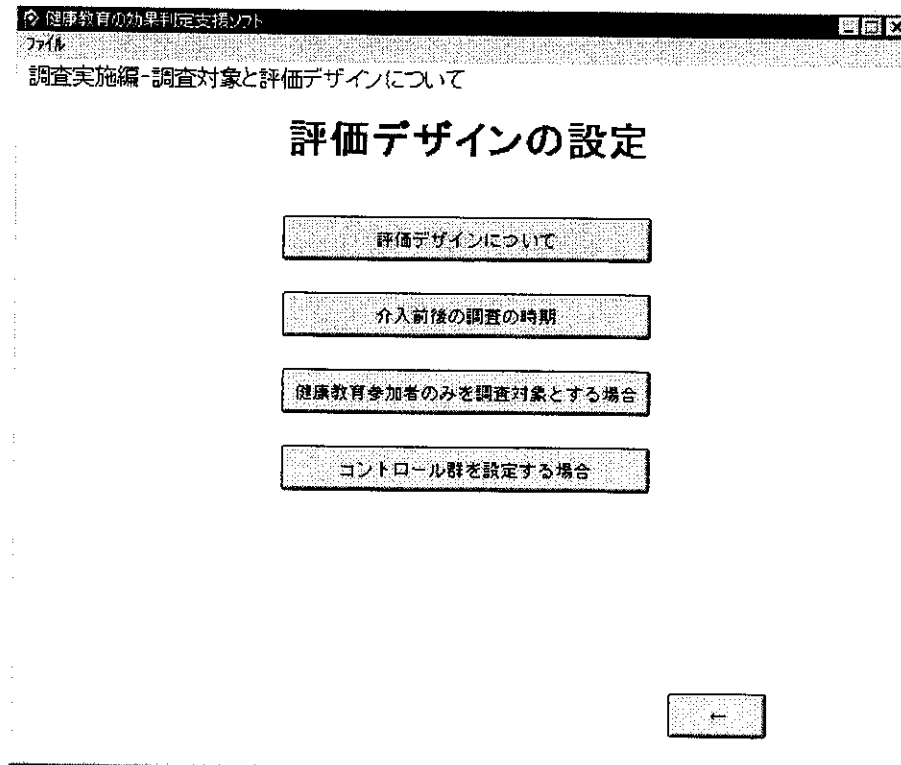 健康教育の効果判定支援ソフト
ファイル
調査実施編-調査対象と評価デザインについて
評価デザインの設定
評価デザインについて
介入前後の調査の時期
健康教育参加者のみを調査対象とする場合
コントロール群を設定する場合
←